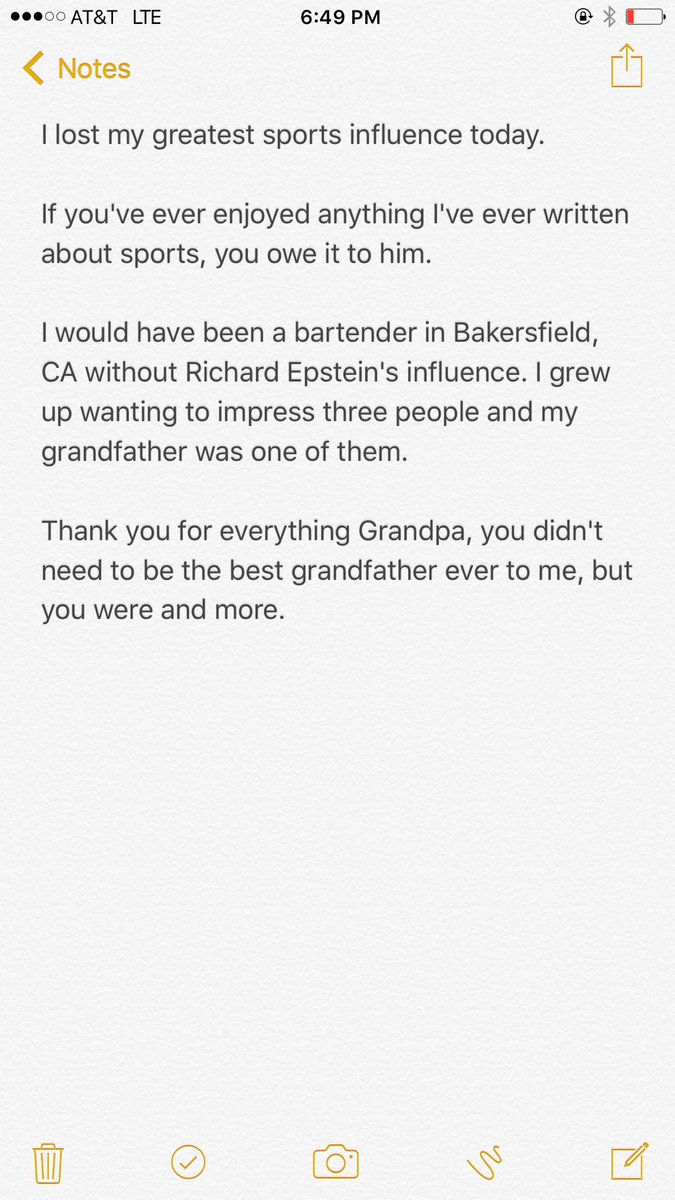 AT&T LTE 6:49 PM
Notes
I lost my greatest sports influence today.
If you've ever enjoyed anything I've ever written
about sports, you owe it to him.
I would have been a bartender in Bakersfield,
CA without Richard Epstein's influence. I grew
up wanting to impress three people and my
grandfather was one of them.
Thank you for everything Grandpa, you didn't
need to be the best grandfather ever to me, but
you were and more.